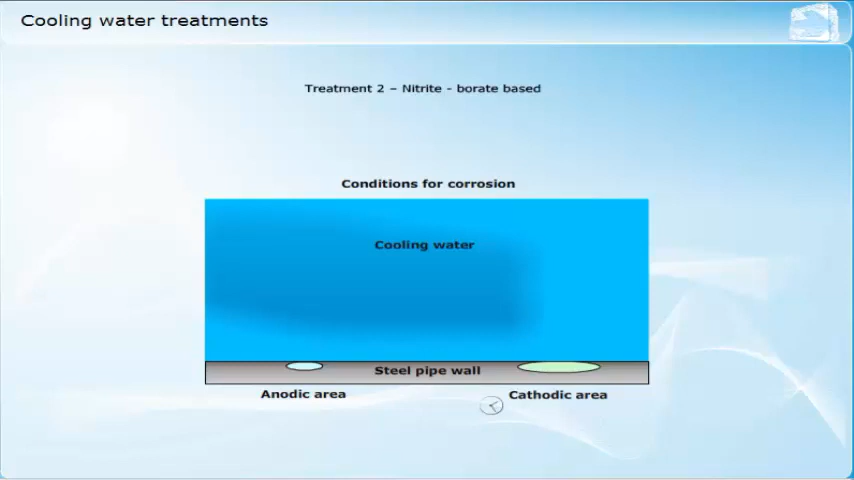 Cooling water treatments
Treatment 2 – Nitrite - borate based
Conditions for corrosion
Cooling water
Steel pipe wall
Anodic area
Cathodic area